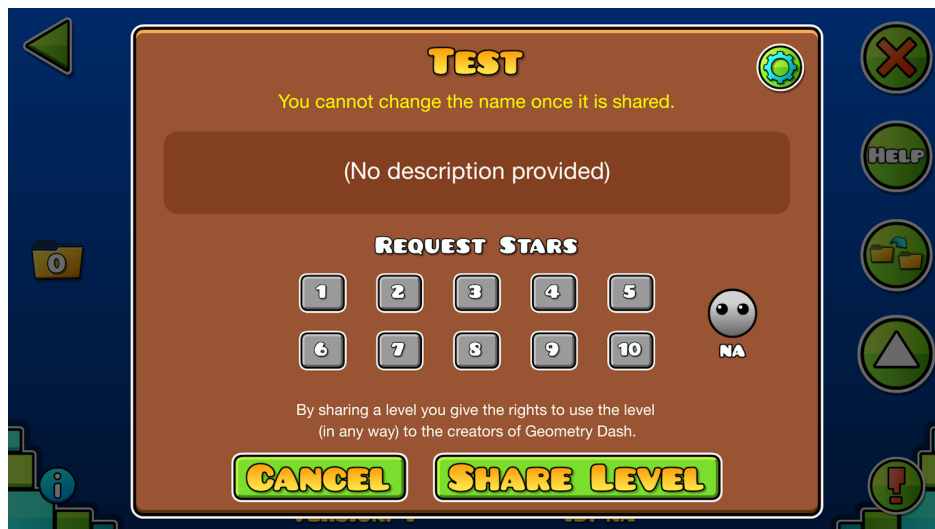 TEST
You cannot change the name once it is shared.
(No description provided)
REQUEST STARS
1 2 3 4 5
6 7 8 9 10
NA
By sharing a level you give the rights to use the level
(in any way) to the creators of Geometry Dash.
CANCEL SHARE LEVEL
HELP
0